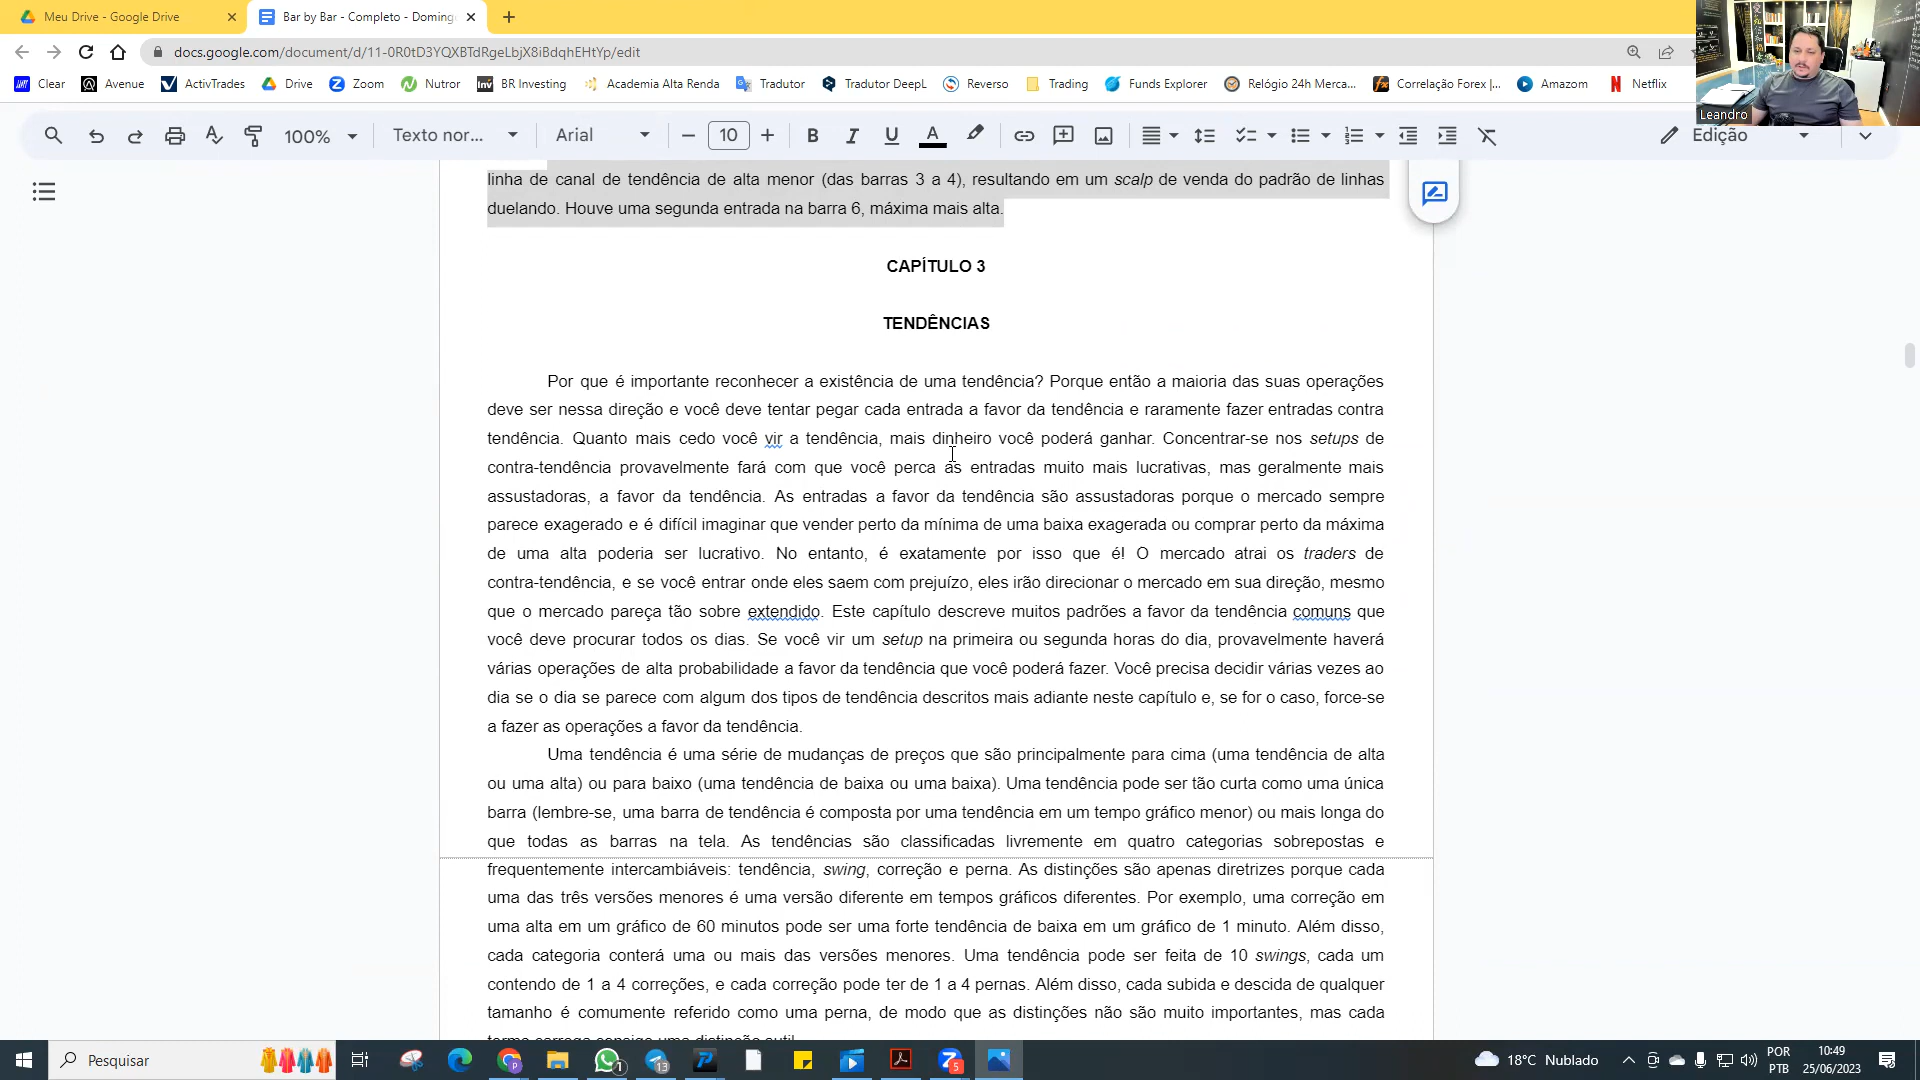 Meu Drive - Google Drive
Bar by Bar - Completo - Doming
docs.google.com/document/d/11-0R0tD3YQXBTdRgeLbjX8iBdqhEHtYp/edit
Clear
Avenue
ActivTrades
Drive
Zoom
Nutror
BR Investing
Academia Alta Renda
Tradutor
Tradutor DeepL
Reverso
Trading
Funds Explorer
Relógio 24h Merca...
Correlação Forex |...
Amazom
Netflix
Leandro
100%
Texto nor...
Arial
10
Edição
linha de canal de tendência de alta menor (das barras 3 a 4), resultando em um scalp de venda do padrão de linhas
duelando. Houve uma segunda entrada na barra 6, máxima mais alta.
CAPÍTULO 3
TENDÊNCIAS
Por que é importante reconhecer a existência de uma tendência? Porque então a maioria das suas operações
deve ser nessa direção e você deve tentar pegar cada entrada a favor da tendência e raramente fazer entradas contra
tendência. Quanto mais cedo você vir a tendência, mais dinheiro você poderá ganhar. Concentrar-se nos setups de
contra-tendência provavelmente fará com que você perca as entradas muito mais lucrativas, mas geralmente mais
assustadoras, a favor da tendência. As entradas a favor da tendência são assustadoras porque o mercado sempre
parece exagerado e é difícil imaginar que vender perto da mínima de uma baixa exagerada ou comprar perto da máxima
de uma alta poderia ser lucrativo. No entanto, é exatamente por isso que é! O mercado atrai os traders de
contra-tendência, e se você entrar onde eles saem com prejuízo, eles irão direcionar o mercado em sua direção, mesmo
que o mercado pareça tão sobre extendido. Este capítulo descreve muitos padrões a favor da tendência comuns que
você deve procurar todos os dias. Se você vir um setup na primeira ou segunda horas do dia, provavelmente haverá
várias operações de alta probabilidade a favor da tendência que você poderá fazer. Você precisa decidir várias vezes ao
dia se o dia se parece com algum dos tipos de tendência descritos mais adiante neste capítulo e, se for o caso, force-se
a fazer as operações a favor da tendência.
Uma tendência é uma série de mudanças de preços que são principalmente para cima (uma tendência de alta
ou uma alta) ou para baixo (uma tendência de baixa ou uma baixa). Uma tendência pode ser tão curta como uma única
barra (lembre-se, uma barra de tendência é composta por uma tendência em um tempo gráfico menor) ou mais longa do
que todas as barras na tela. As tendências são classificadas livremente em quatro categorias sobrepostas e
frequentemente intercambiáveis: tendência, swing, correção e perna. As distinções são apenas diretrizes porque cada
uma das três versões menores é uma versão diferente em tempos gráficos diferentes. Por exemplo, uma correção em
uma alta em um gráfico de 60 minutos pode ser uma forte tendência de baixa em um gráfico de 1 minuto. Além disso,
cada categoria conterá uma ou mais das versões menores. Uma tendência pode ser feita de 10 swings, cada um
contendo de 1 a 4 correções, e cada correção pode ter de 1 a 4 pernas. Além disso, cada subida e descida de qualquer
tamanho é comumente referido como uma perna, de modo que as distinções não são muito importantes, mas cada
termo carrega consigo uma distinção sutil.
Pesquisar
1
13
5
18°C Nublado
POR
PTB
10:49
25/06/2023